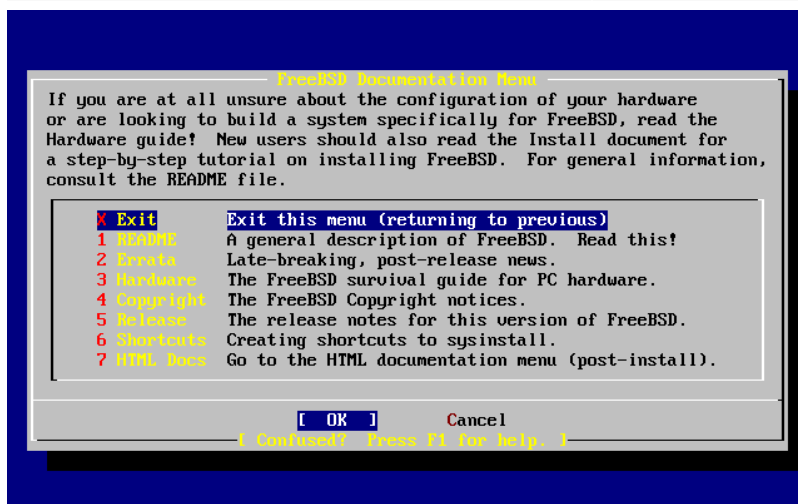 FreeBSD Documentation Menu
If you are at all unsure about the configuration of your hardware
or are looking to build a system specifically for FreeBSD, read the
Hardware guide!  New users should also read the Install document for
a step-by-step tutorial on installing FreeBSD.  For general information,
consult the README file.
X Exit Exit this menu (returning to previous)
1 README A general description of FreeBSD.  Read this!
2 Errata Late-breaking, post-release news.
3 Hardware The FreeBSD survival guide for PC hardware.
4 Copyright The FreeBSD Copyright notices.
5 Release The release notes for this version of FreeBSD.
6 Shortcuts Creating shortcuts to sysinstall.
7 HTML Docs Go to the HTML documentation menu (post-install).
[ OK ] Cancel
[ Confused?  Press F1 for help. ]